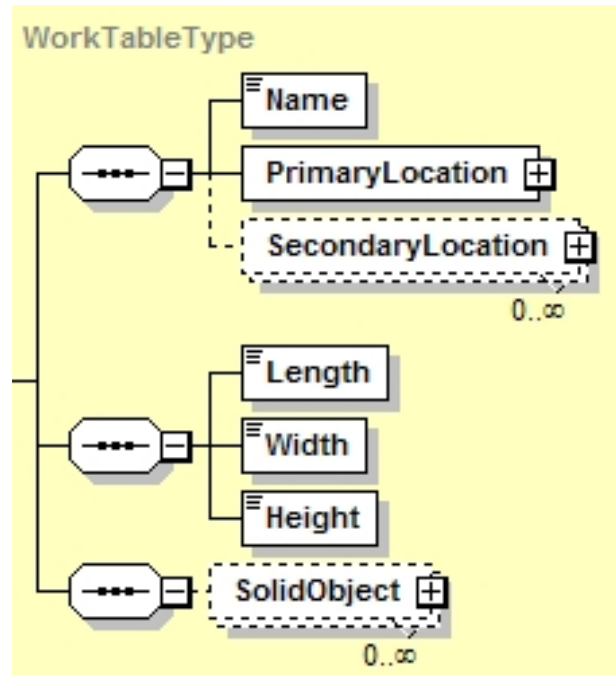 WorkTableType
Name
PrimaryLocation
SecondaryLocation
0..∞
Length
Width
Height
SolidObject
0..∞